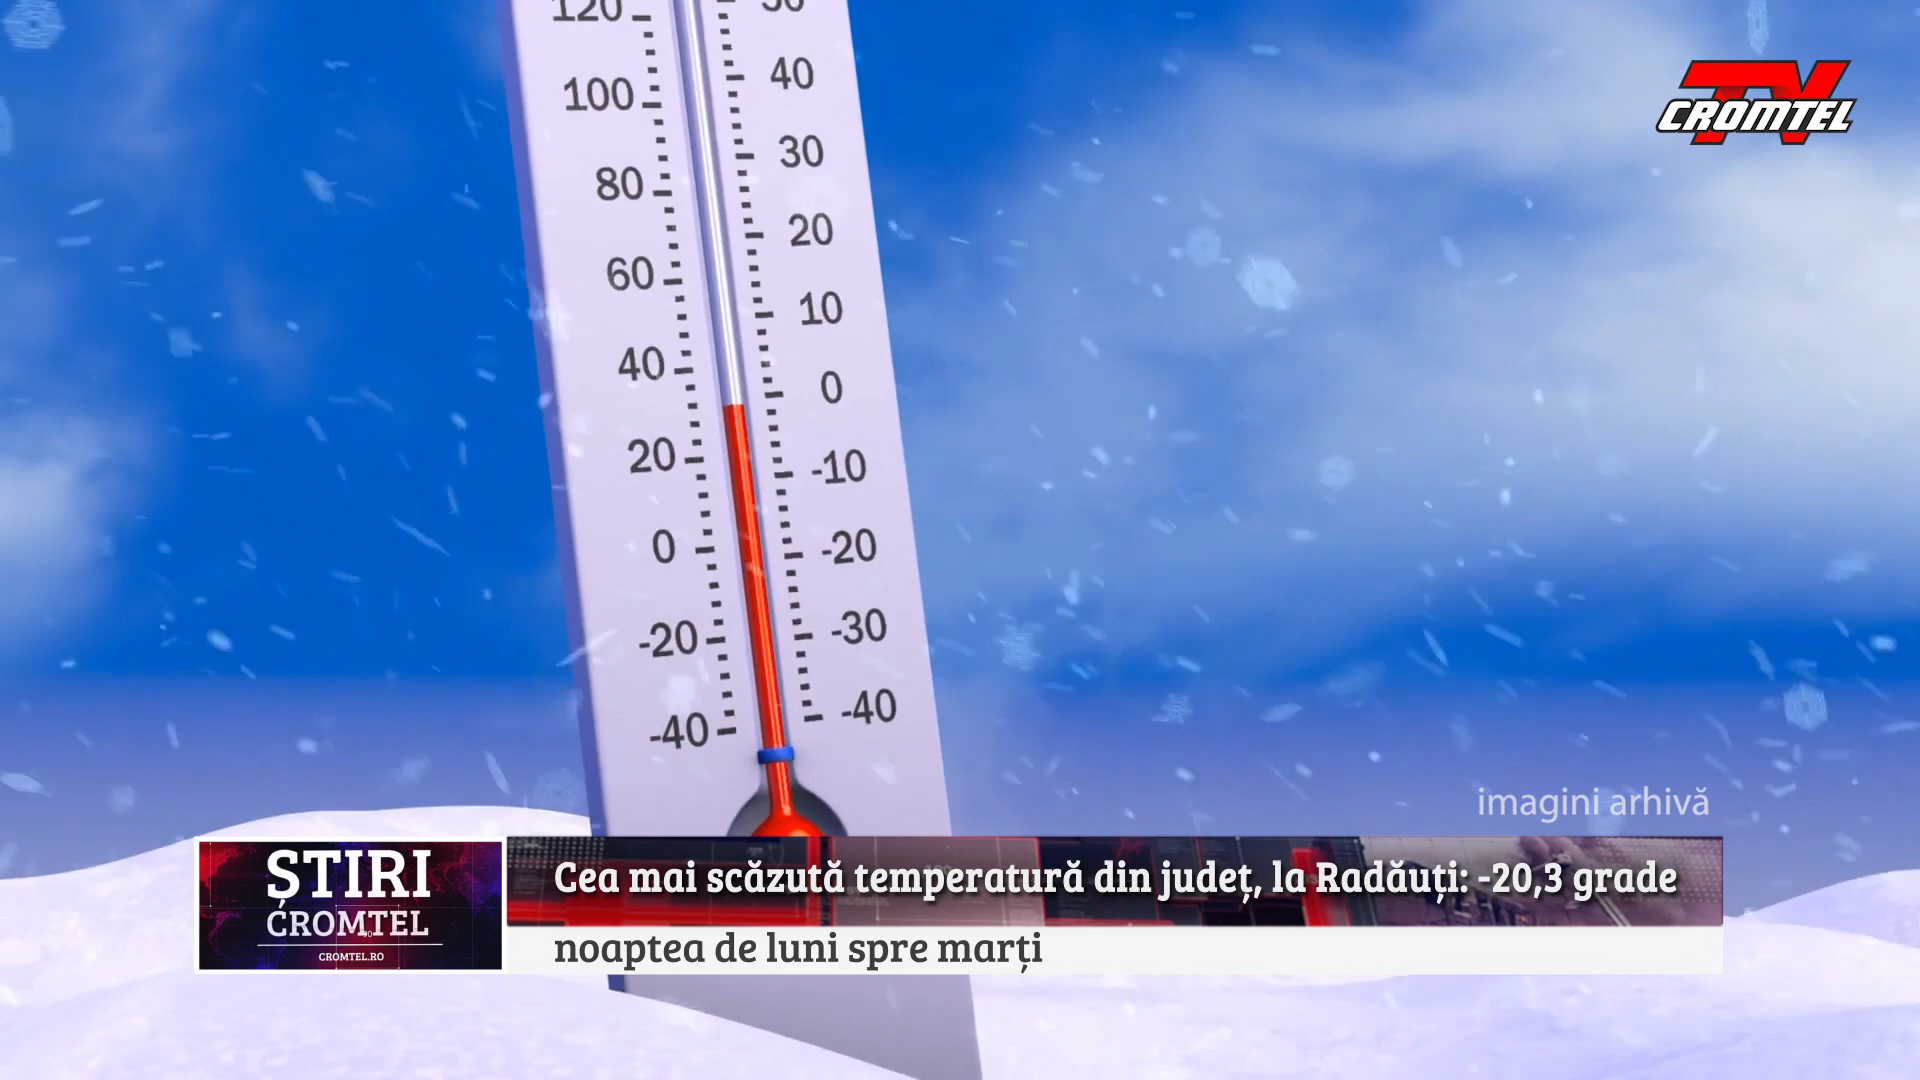 120
50
100
40
80
30
60
20
40
10
20
0
0
-10
-20
-20
-40
-30
-40
TV
CROMTEL
imagini arhivă
ȘTIRI
CROMTEL
CROMTEL.RO
Cea mai scăzută temperatură din județ, la Radăuți: -20,3 grade
noaptea de luni spre marți